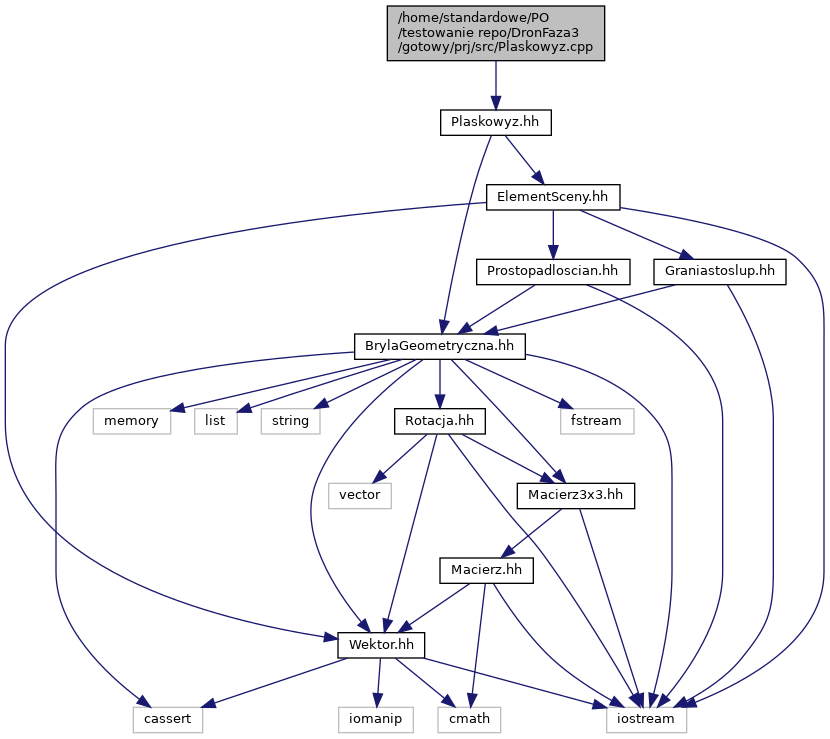 /home/standardowe/PO
/testowanie repo/DronFaza3
/gotowy/prj/src/Plaskowyz.cpp
Plaskowyz.hh
ElementSceny.hh
Prostopadloscian.hh
Graniastoslup.hh
BrylaGeometryczna.hh
memory
list
string
Rotacja.hh
fstream
vector
Macierz3x3.hh
Macierz.hh
Wektor.hh
cassert
iomanip
cmath
iostream